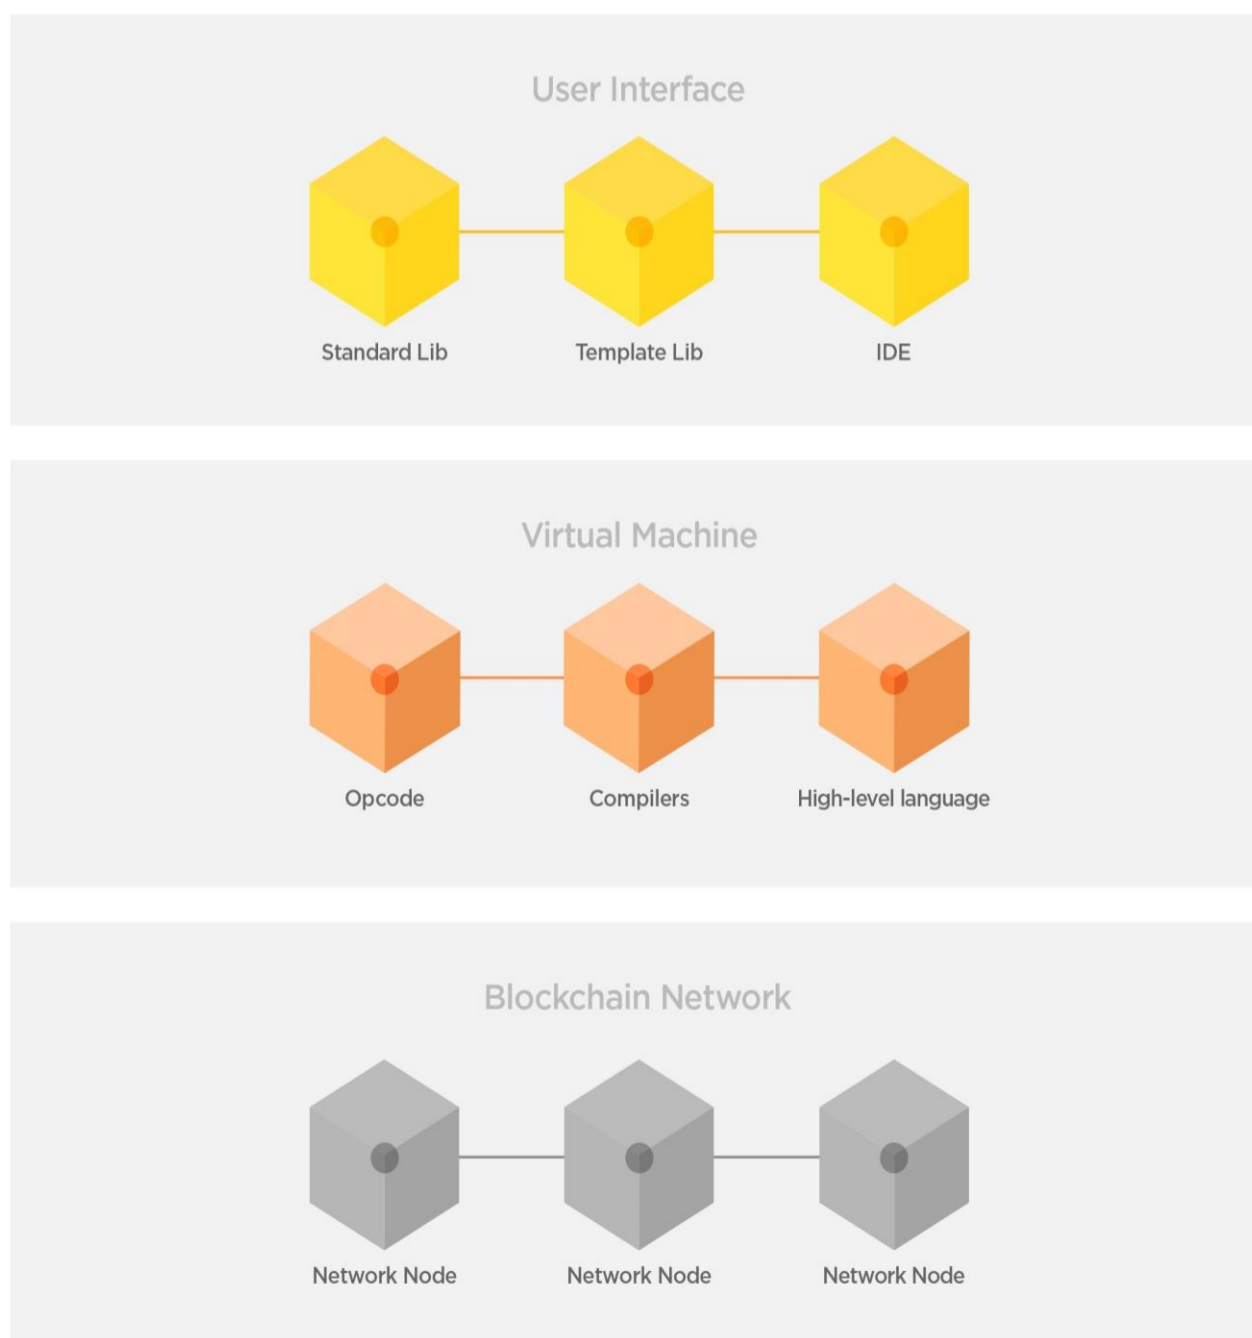 User Interface
Standard Lib Template Lib IDE
Virtual Machine
Opcode Compilers High-level language
Blockchain Network
Network Node Network Node Network Node